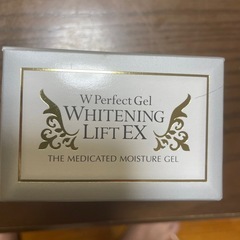 W Perfect Gel
WHITENING
LIFT EX
THE MEDICATED MOISTURE GEL